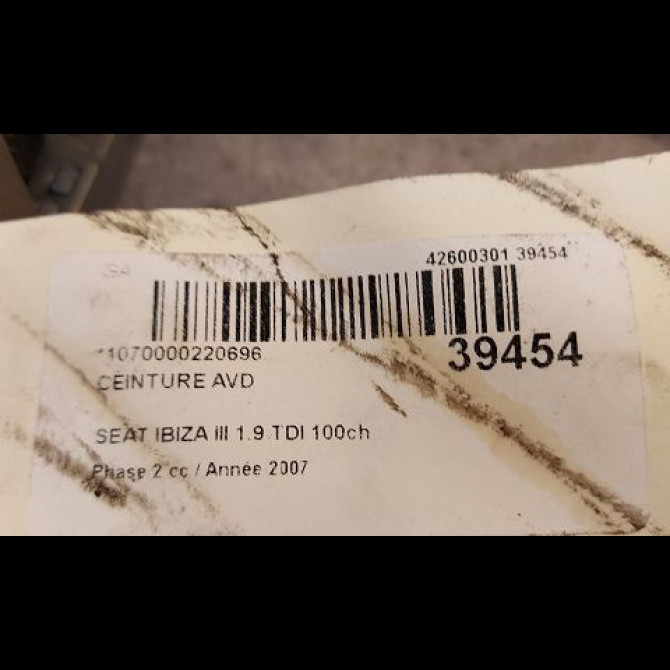 42600301 39454
*1070000220696
39454
CEINTURE AVD
SEAT IBIZA III 1.9 TDI 100ch
Phase 2 cc / Année 2007